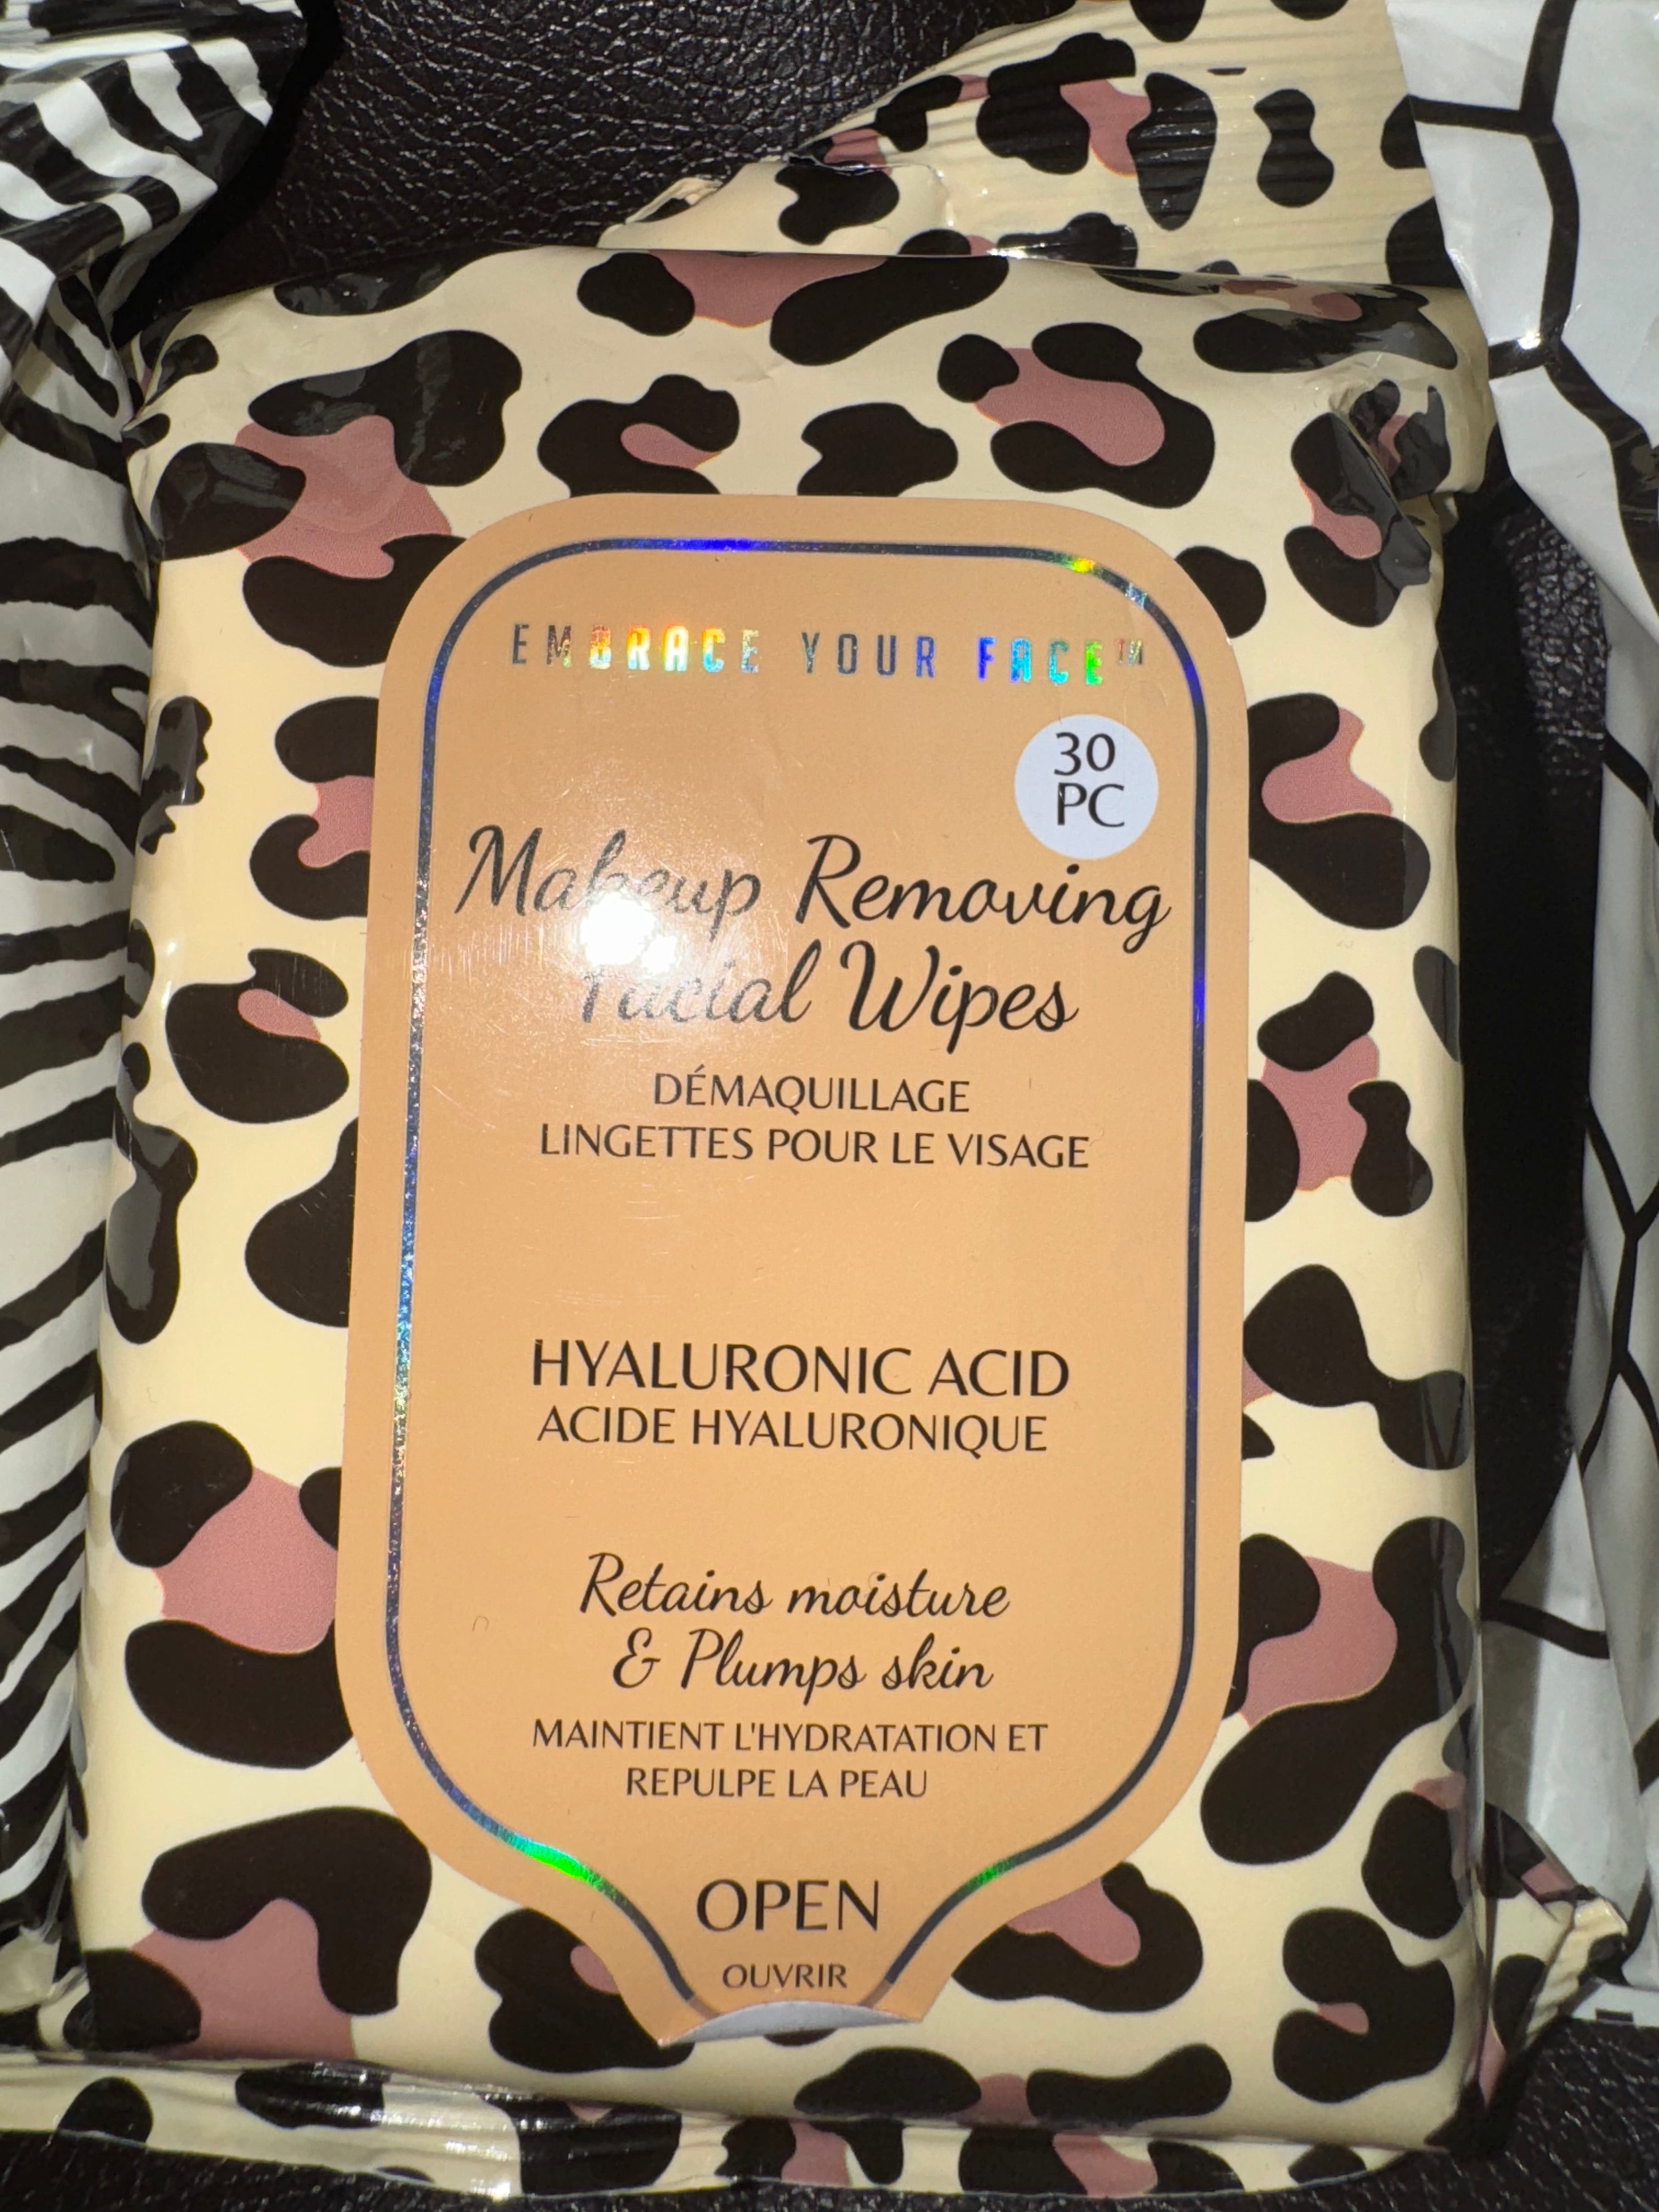 EMBRACE YOUR FACE™
30
PC
Makeup Removing
Facial Wipes
DÉMAQUILLAGE
LINGETTES POUR LE VISAGE
HYALURONIC ACID
ACIDE HYALURONIQUE
Retains moisture
& Plumps skin
MAINTIENT L'HYDRATATION ET
REPULPE LA PEAU
OPEN
OUVRIR